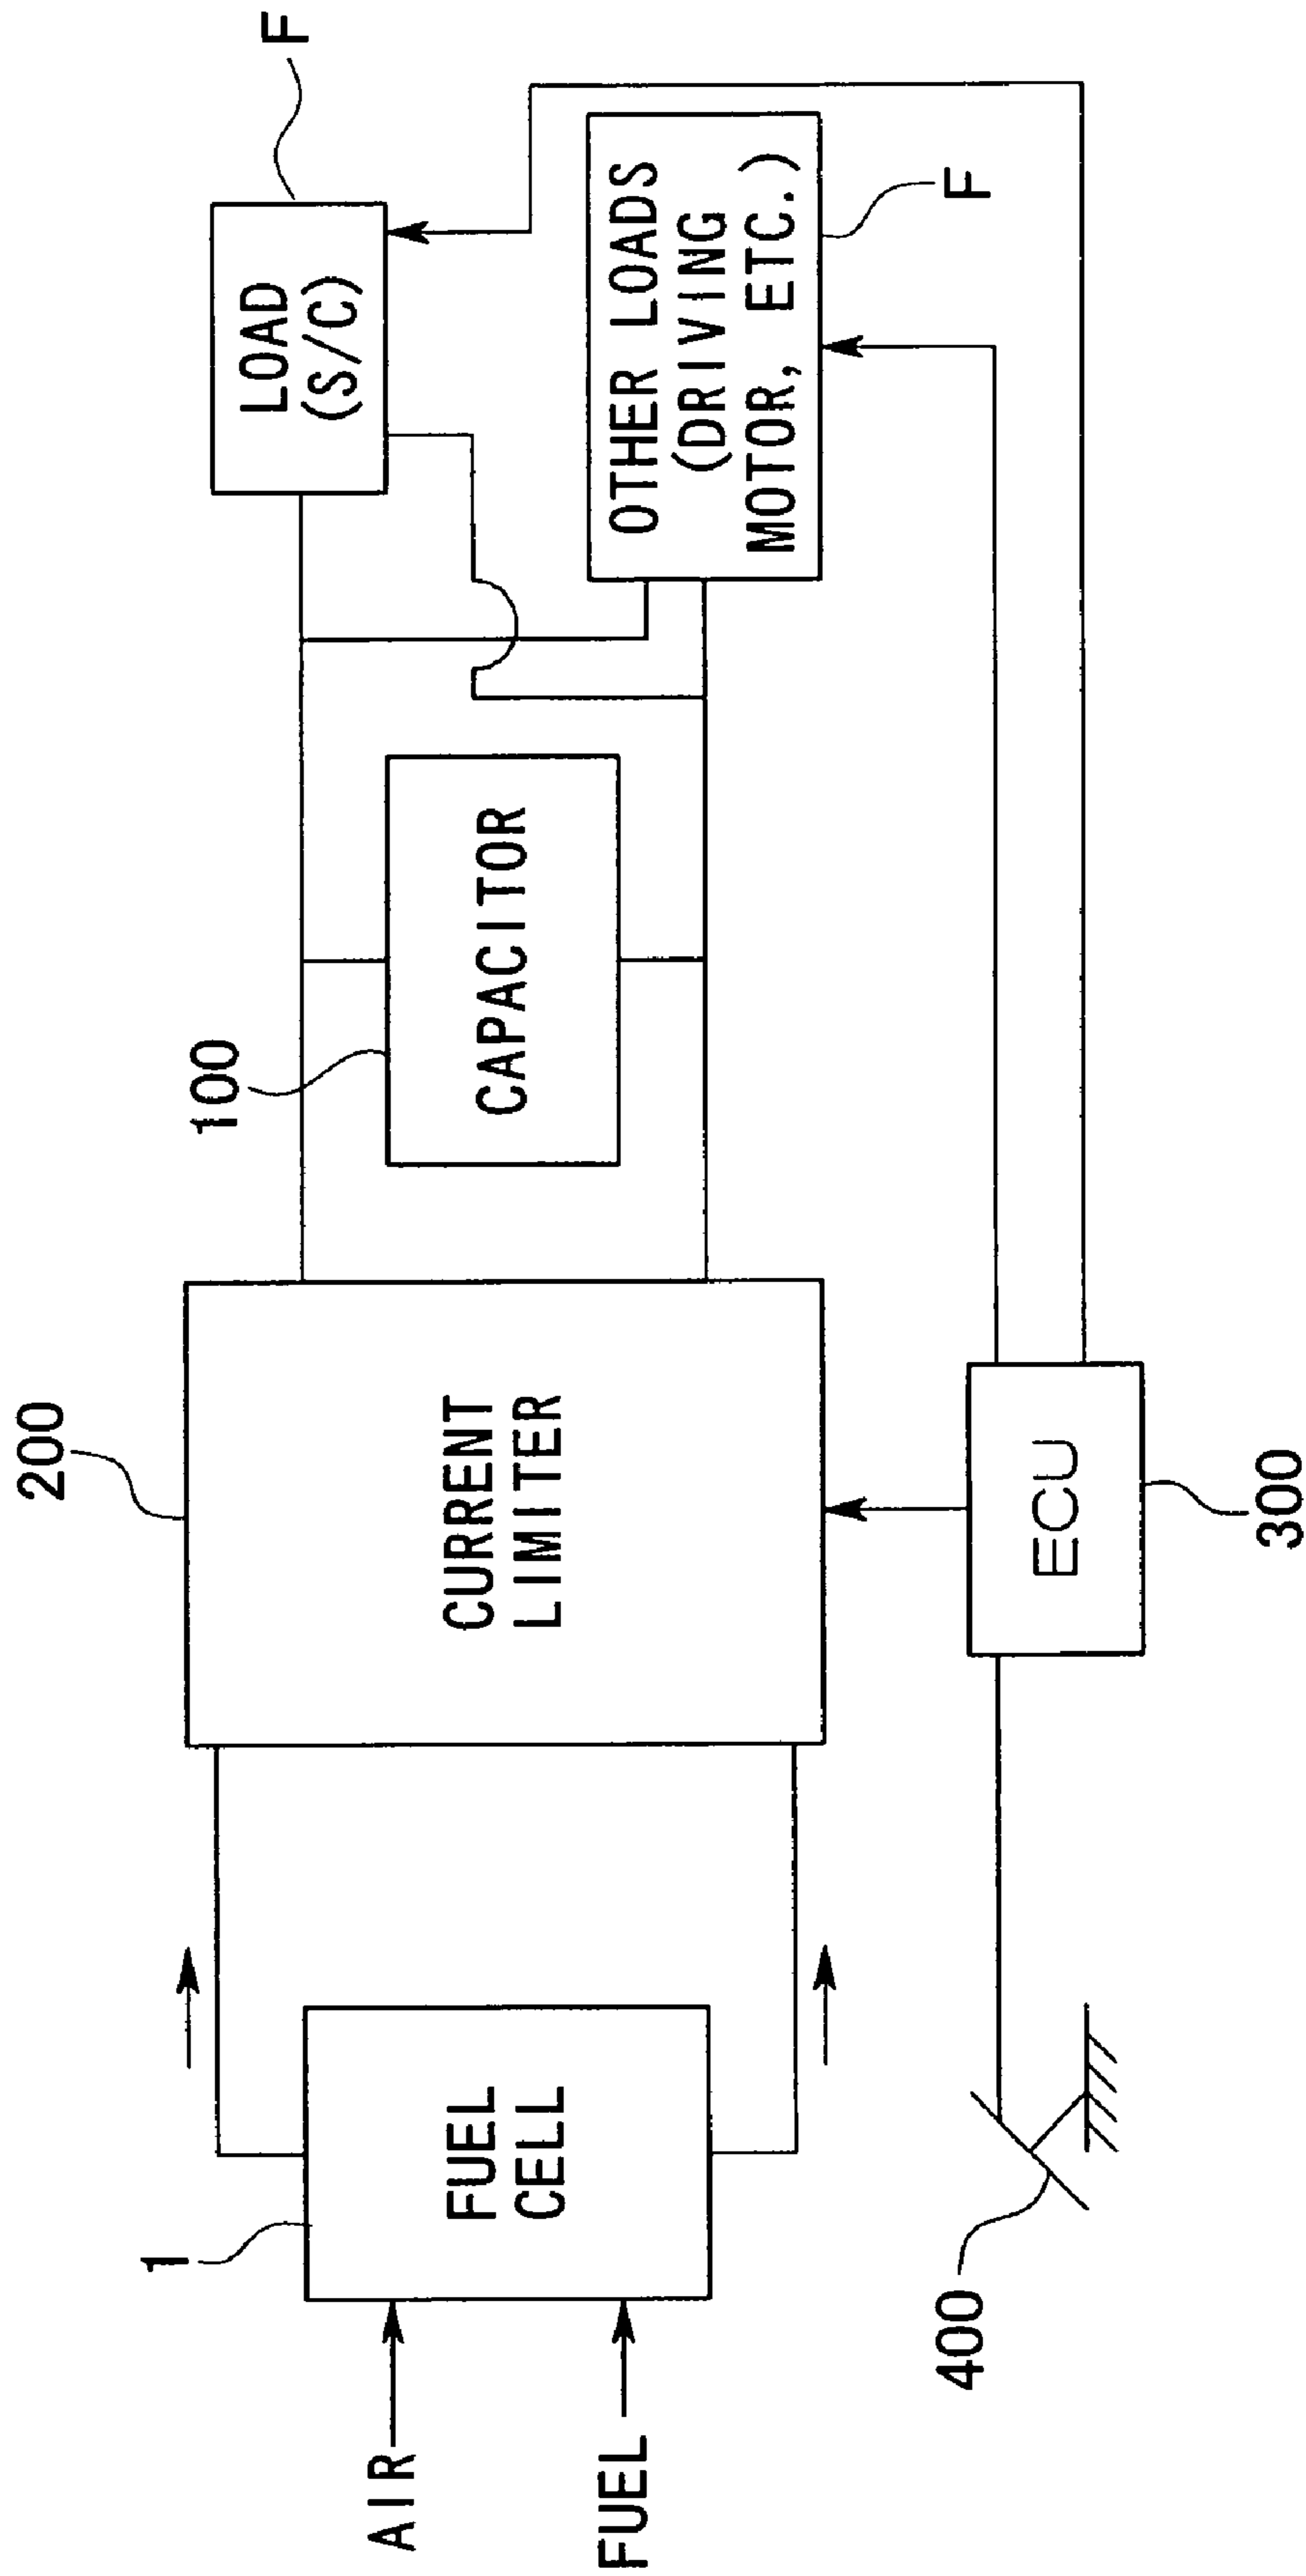 AIR
FUEL
1
FUEL
CELL
200
CURRENT
LIMITER
100
CAPACITOR
F
LOAD
(S/C)
OTHER LOADS
(DRIVING
MOTOR, ETC.)
F
400
ECU
300